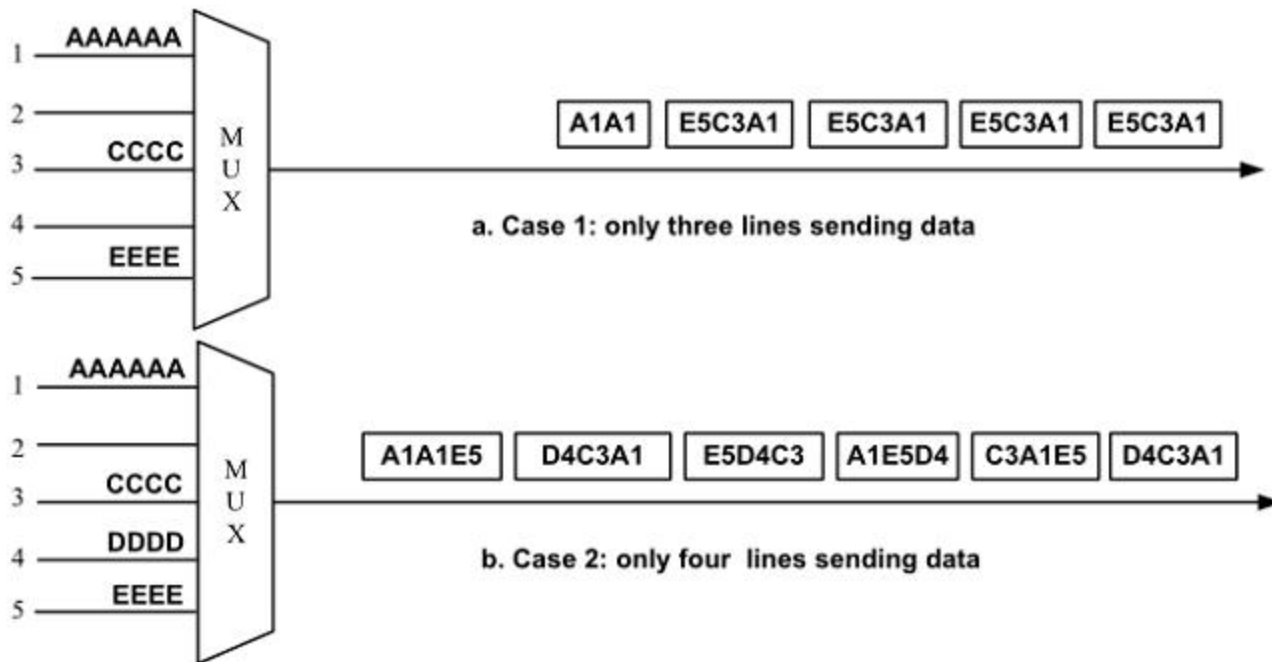 1 AAAAAA
2
3 CCCC
4
5 EEEE
M
U
X
A1A1 E5C3A1 E5C3A1 E5C3A1 E5C3A1
a. Case 1: only three lines sending data
1 AAAAAA
2
3 CCCC
4 DDDD
5 EEEE
M
U
X
A1A1E5 D4C3A1 E5D4C3 A1E5D4 C3A1E5 D4C3A1
b. Case 2: only four lines sending data